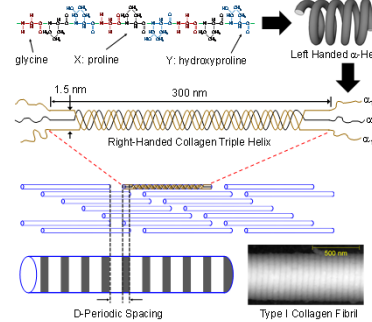 glycine
X: proline
Y: hydroxyproline
Left Handed α-He
1.5 nm
300 nm
α
α
α
Right-Handed Collagen Triple Helix
500 nm
D-Periodic Spacing
Type I Collagen Fibril